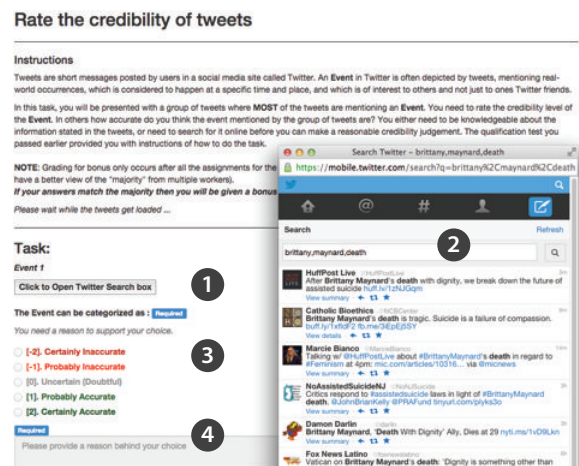 Rate the credibility of tweets
Instructions
Tweets are short messages posted by users in a social media site called Twitter. An Event in Twitter is often depicted by tweets, mentioning real-
world occurrences, which is considered to happen at a specific time and place, and which is of interest to others and not just to ones Twitter friends.
In this task, you will be presented with a group of tweets where MOST of the tweets are mentioning an Event. You need to rate the credibility level of
the Event. In others how accurate do you think the event mentioned by the group of tweets are? You either need to be knowledgeable about the
information stated in the tweets, or need to search for it online before you can make a reasonable credibility judgement. The qualification test you
passed earlier provided you with instructions of how to do the task.
NOTE: Grading for bonus only occurs after all the assignments for the
have a better view of the "majority" from multiple workers).
If your answers match the majority then you will be given a bonus
Please wait while the tweets get loaded ...
Task:
Event 1
Click to Open Twitter Search box
1
The Event can be categorized as : Required
You need a reason to support your choice.
3
[-2]. Certainly Inaccurate
[-1]. Probably Inaccurate
[0]. Uncertain (Doubtful)
[1]. Probably Accurate
[2]. Certainly Accurate
Required
Please provide a reason behind your choice
4
Search Twitter – brittany,maynard,death
https://mobile.twitter.com/search?q=brittany%2Cmaynard%2Cdeath
@
#
Search
Refresh
2
brittany,maynard,death
HuffPost Live @HuffPostLive
After Brittany Maynard's death with dignity, we break down the future of
assisted suicide huff.lv/1zNJGqm
View summary
Catholic Bioethics @NCBCenter
Brittany Maynard's death is tragic. Suicide is a failure of compassion.
View details
Marcie Bianco @MarcieBianco
Talking w/ @HuffPostLive about #BrittanyMaynard's death in regard to
#Feminism at 4pm: mic.com/articles/10316... via @micnews
View summary
NoAssistedSuicideNJ
Critics respond to #assistedsuicide laws in light of #BrittanyMaynard
death. @JohnBrianKelly @PRAFund tinyurl.com/plyks3o
Damon Darlin @darlin
Brittany Maynard, 'Death With Dignity' Ally, Dies at 29 nyti.ms/1vD9Lkn
View summary
Fox News Latino @foxnewslatino
Vatican on Brittany Maynard's death: 'Dignity is something other than